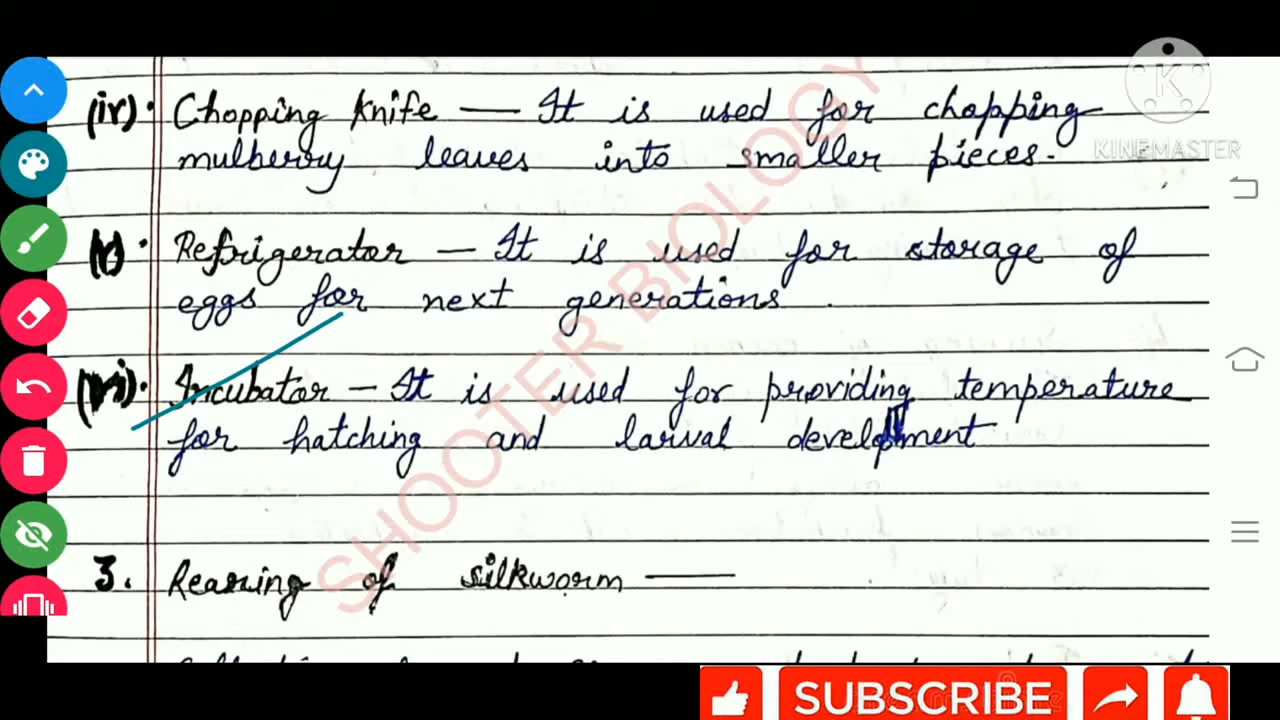 (iv). Chopping Knife — It is used for chopping
mulberry leaves into smaller pieces.
KINEMASTER
(v). Refrigerator — It is used for storage of
eggs for next generations.
(vi). Incubator — It is used for providing temperature
for hatching and larval development
SHOOTER BIOLOGY
3. Rearing of silkworm —
SUBSCRIBE